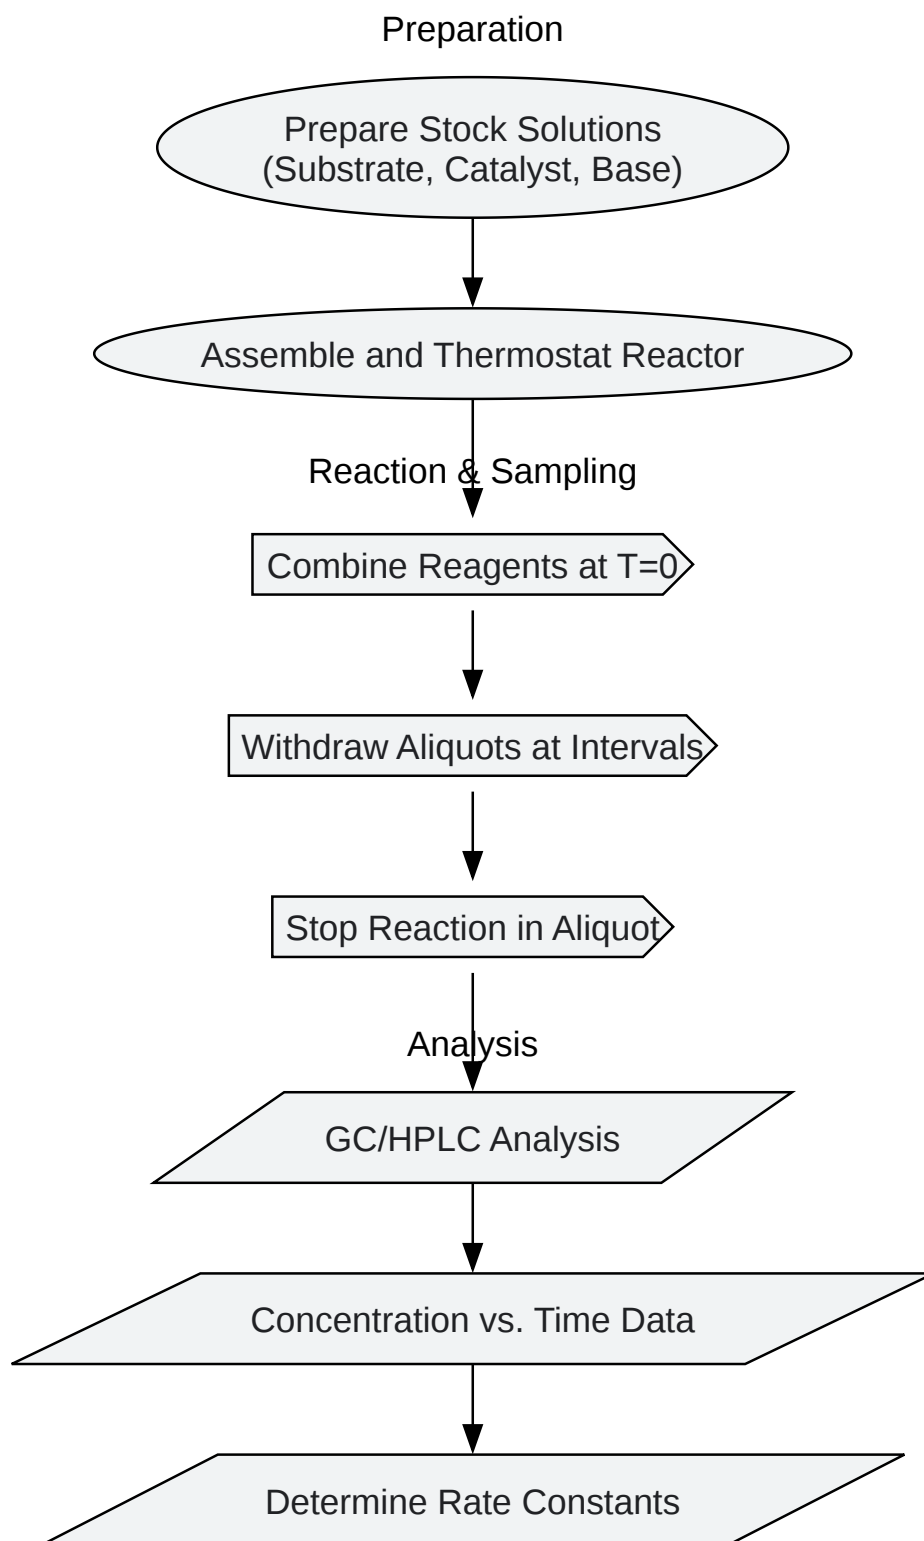 Preparation
Prepare Stock Solutions
(Substrate, Catalyst, Base)
Assemble and Thermostat Reactor
Reaction & Sampling
Combine Reagents at T=0
Withdraw Aliquots at Intervals
Stop Reaction in Aliquot
Analysis
GC/HPLC Analysis
Concentration vs. Time Data
Determine Rate Constants